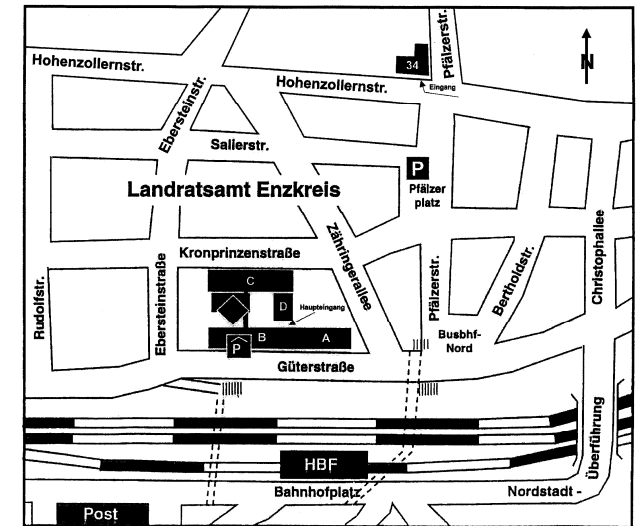 Hohenzollernstr.
Ebersteinstr.
Hohenzollernstr.
34
Eingang
Pfälzerstr.
N
Salierstr.
P
Pfälzer
platz
Landratsamt Enzkreis
Kronprinzenstraße
Zähringerallee
Rudolfstr.
Ebersteinstraße
C
D
Haupteingang
B
A
P
Güterstraße
Pfälzerstr.
Busbhf-
Nord
Bertholdstr.
Christophallee
HBF
Bahnhofplatz
Post
Nordstadt -
Überführung